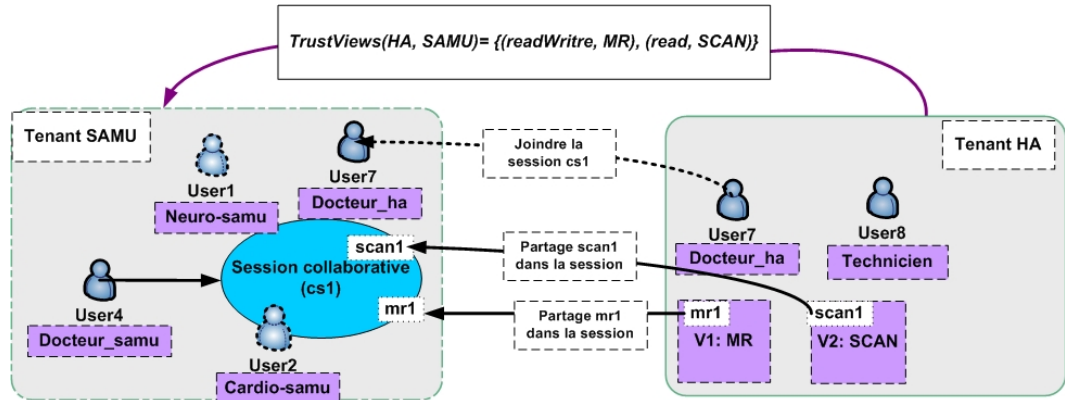 TrustViews(HA, SAMU)= {(readWritre, MR), (read, SCAN)}
Tenant SAMU
User1
Neuro-samu
User7
Docteur_ha
Joindre la
session cs1
Tenant HA
User7
Docteur_ha
User8
Technicien
scan1
Session collaborative
(cs1)
mr1
Partage scan1
dans la session
Partage mr1
dans la session
mr1
V1: MR
scan1
V2: SCAN
User4
Docteur_samu
User2
Cardio-samu